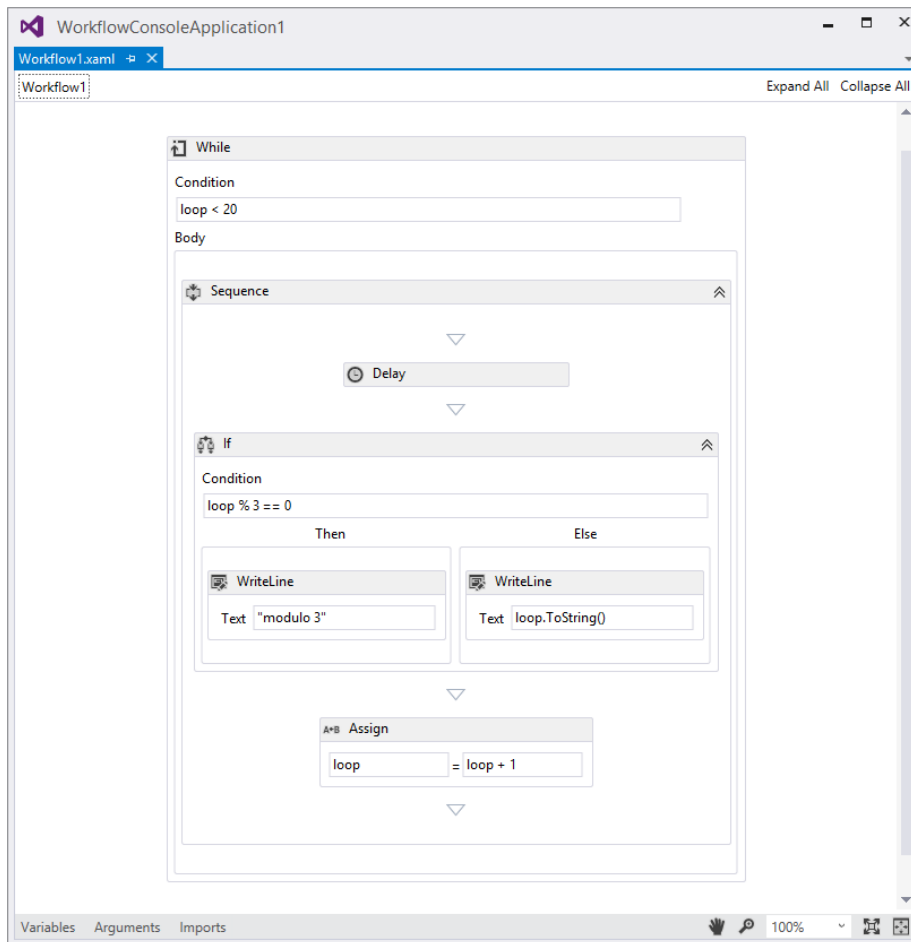 WorkflowConsoleApplication1
Workflow1.xaml
Workflow1
Expand All Collapse All
While
Condition
loop < 20
Body
Sequence
Delay
If
Condition
loop % 3 == 0
Then Else
WriteLine WriteLine
Text "modulo 3" Text loop.ToString()
A+B Assign
loop = loop + 1
Variables Arguments Imports 100%